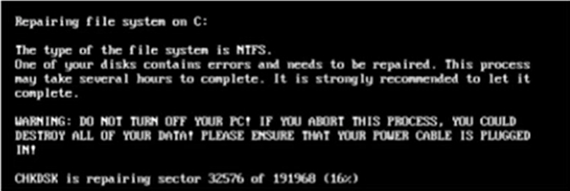 Repairing file system on C:
The type of the file system is NTFS.
One of your disks contains errors and needs to be repaired. This process
may take several hours to complete. It is strongly recommended to let it
complete.
WARNING: DO NOT TURN OFF YOUR PC! IF YOU ABORT THIS PROCESS, YOU COULD
DESTROY ALL OF YOUR DATA! PLEASE ENSURE THAT YOUR POWER CABLE IS PLUGGED
IN!
CHKDSK is repairing sector 32576 of 191968 (16%)